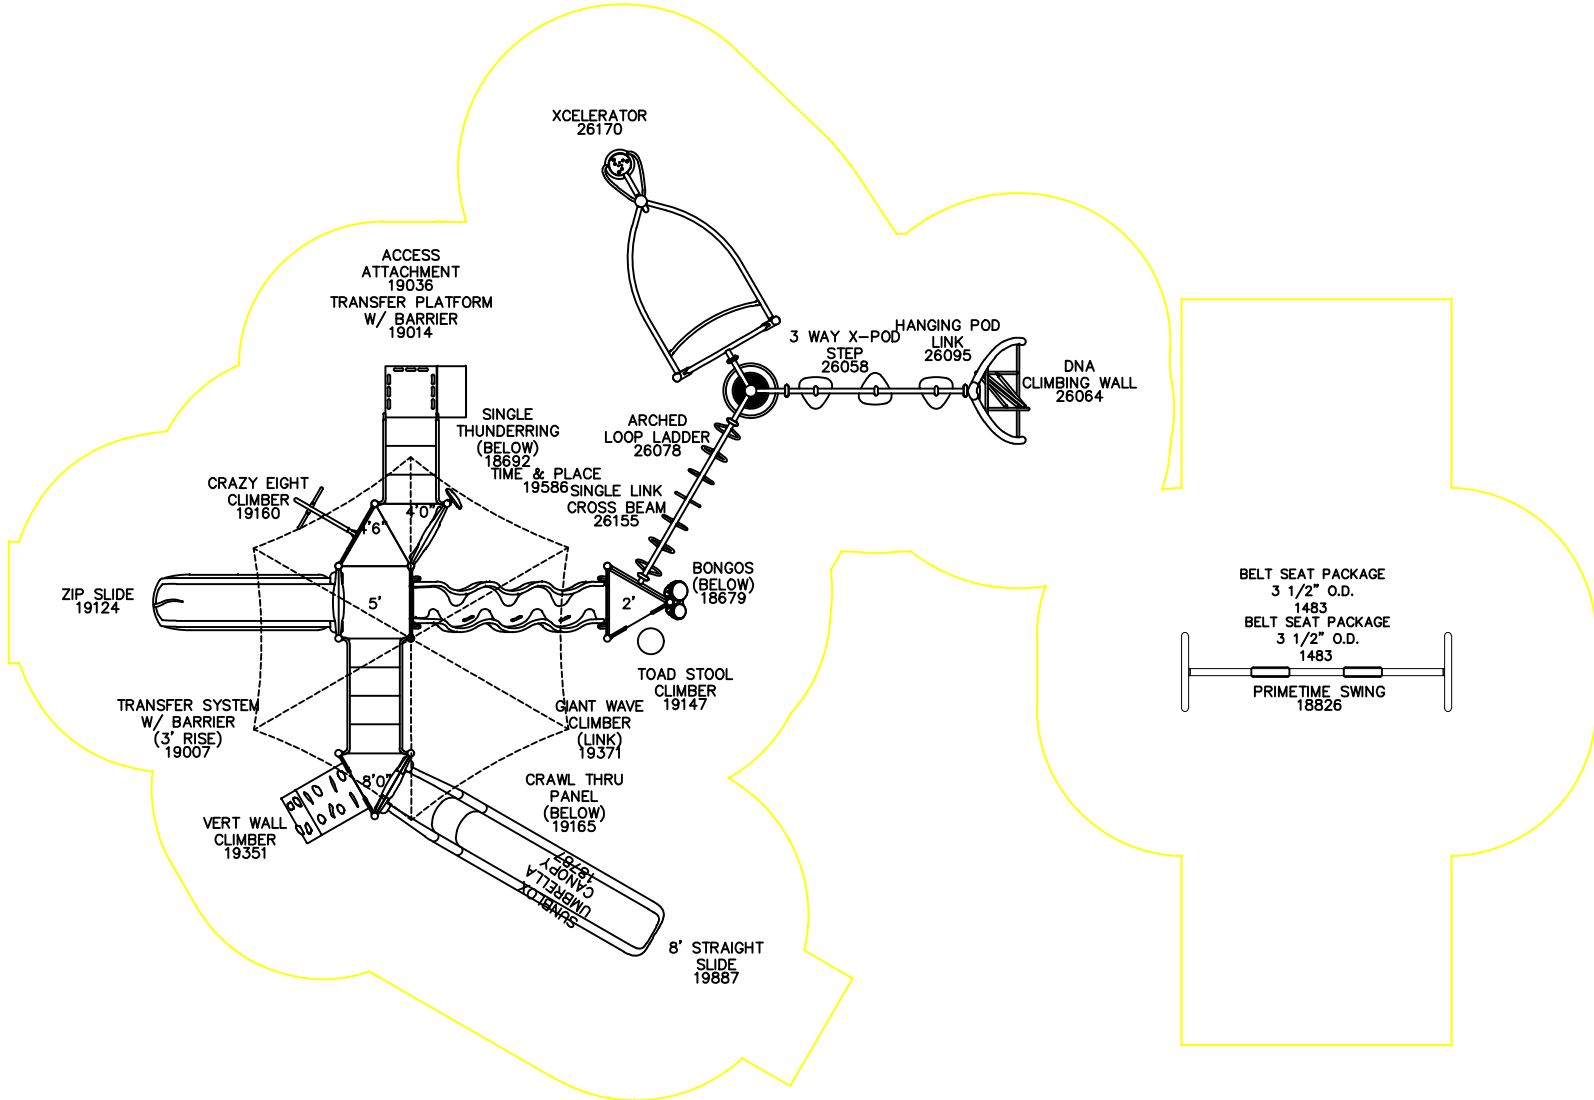 XCELERATOR
26170
ACCESS
ATTACHMENT
19036
TRANSFER PLATFORM
W/ BARRIER
19014
3 WAY X-POD
STEP
26058
HANGING POD
LINK
26095
DNA
CLIMBING WALL
26064
SINGLE
THUNDERRING
(BELOW)
18692
TIME & PLACE
19586
ARCHED
LOOP LADDER
26078
SINGLE LINK
CROSS BEAM
26155
CRAZY EIGHT
CLIMBER
19160
4'6"
4'0"
ZIP SLIDE
19124
5'
2'
BONGOS
(BELOW)
18679
TOAD STOOL
CLIMBER
19147
BELT SEAT PACKAGE
3 1/2" O.D.
1483
BELT SEAT PACKAGE
3 1/2" O.D.
1483
PRIMETIME SWING
18826
TRANSFER SYSTEM
W/ BARRIER
(3' RISE)
19007
GIANT WAVE
CLIMBER
(LINK)
19371
8'0"
CRAWL THRU
PANEL
(BELOW)
19165
VERT WALL
CLIMBER
19351
SUNBLOX
UMBRELLA
CANOPY
18787
8' STRAIGHT
SLIDE
19887